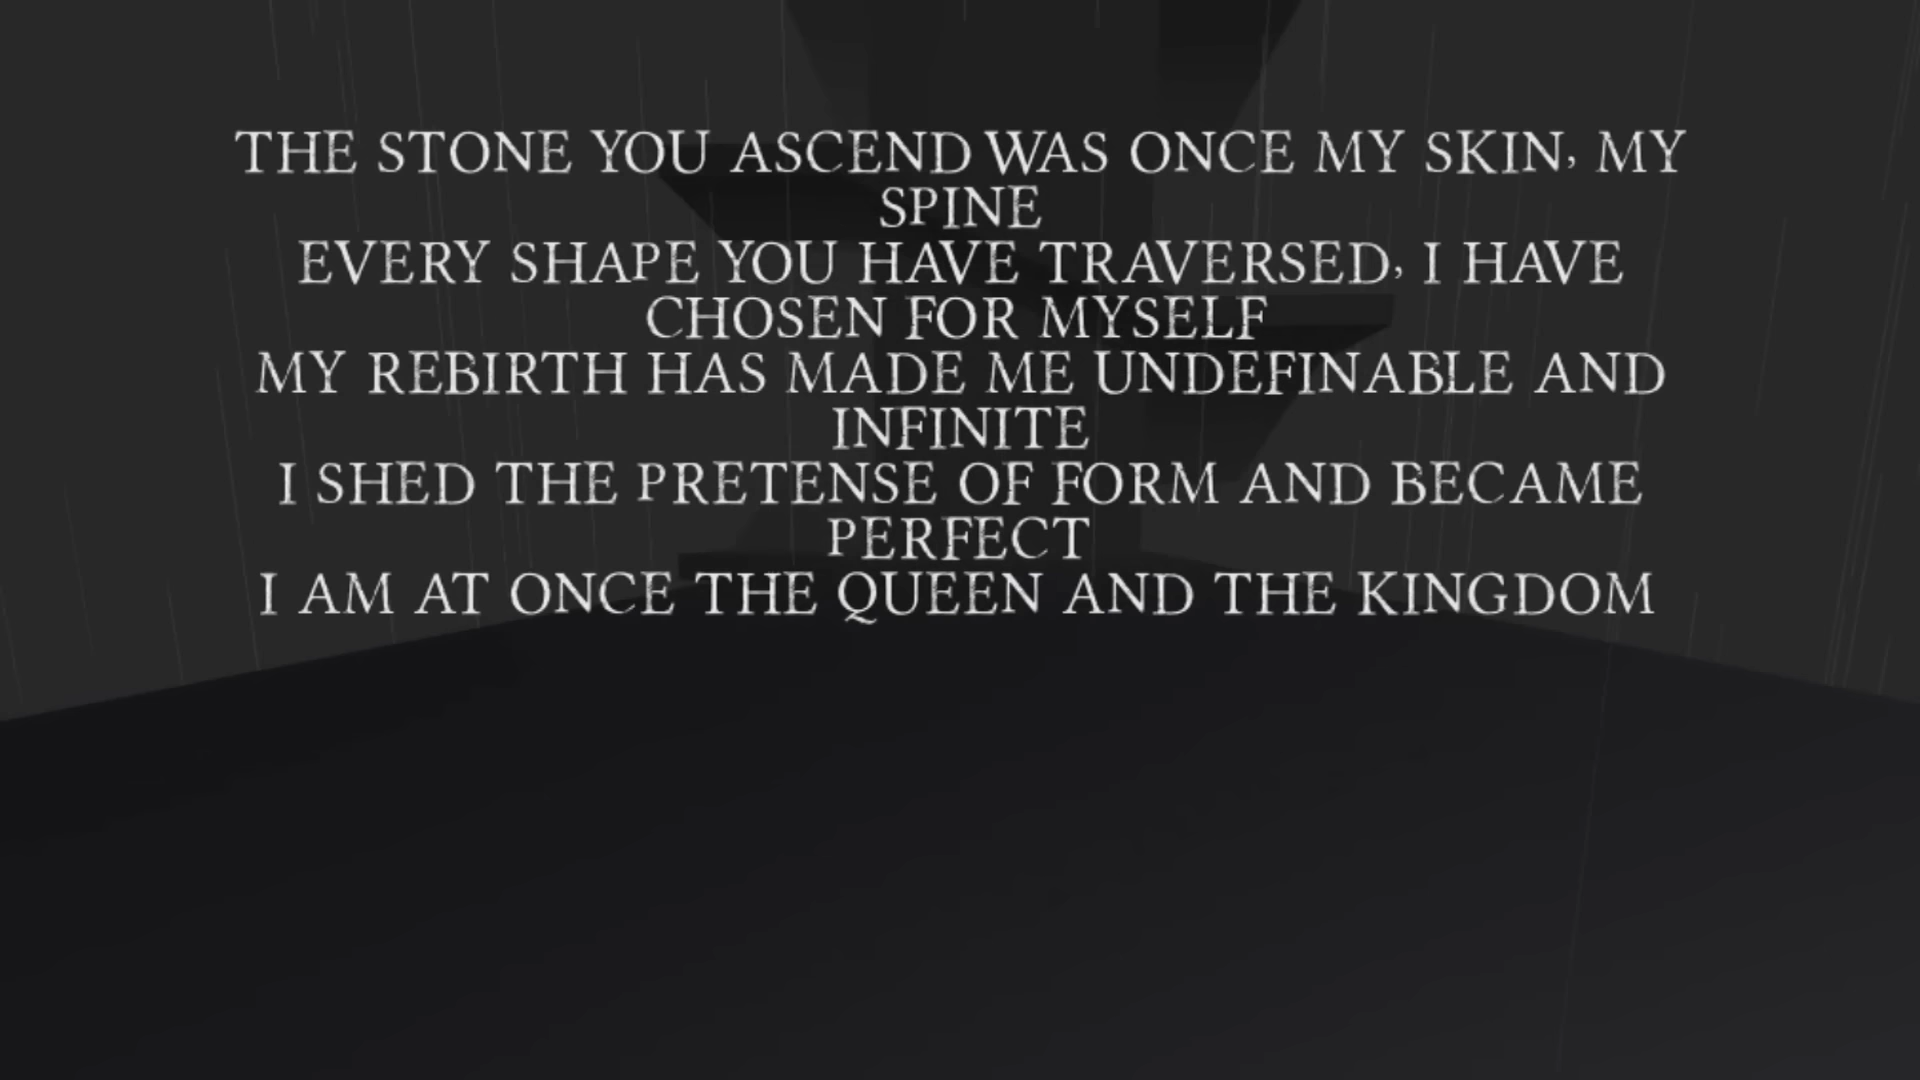 THE STONE YOU ASCEND WAS ONCE MY SKIN, MY
SPINE
EVERY SHAPE YOU HAVE TRAVERSED, I HAVE
CHOSEN FOR MYSELF
MY REBIRTH HAS MADE ME UNDEFINABLE AND
INFINITE
I SHED THE PRETENSE OF FORM AND BECAME
PERFECT
I AM AT ONCE THE QUEEN AND THE KINGDOM